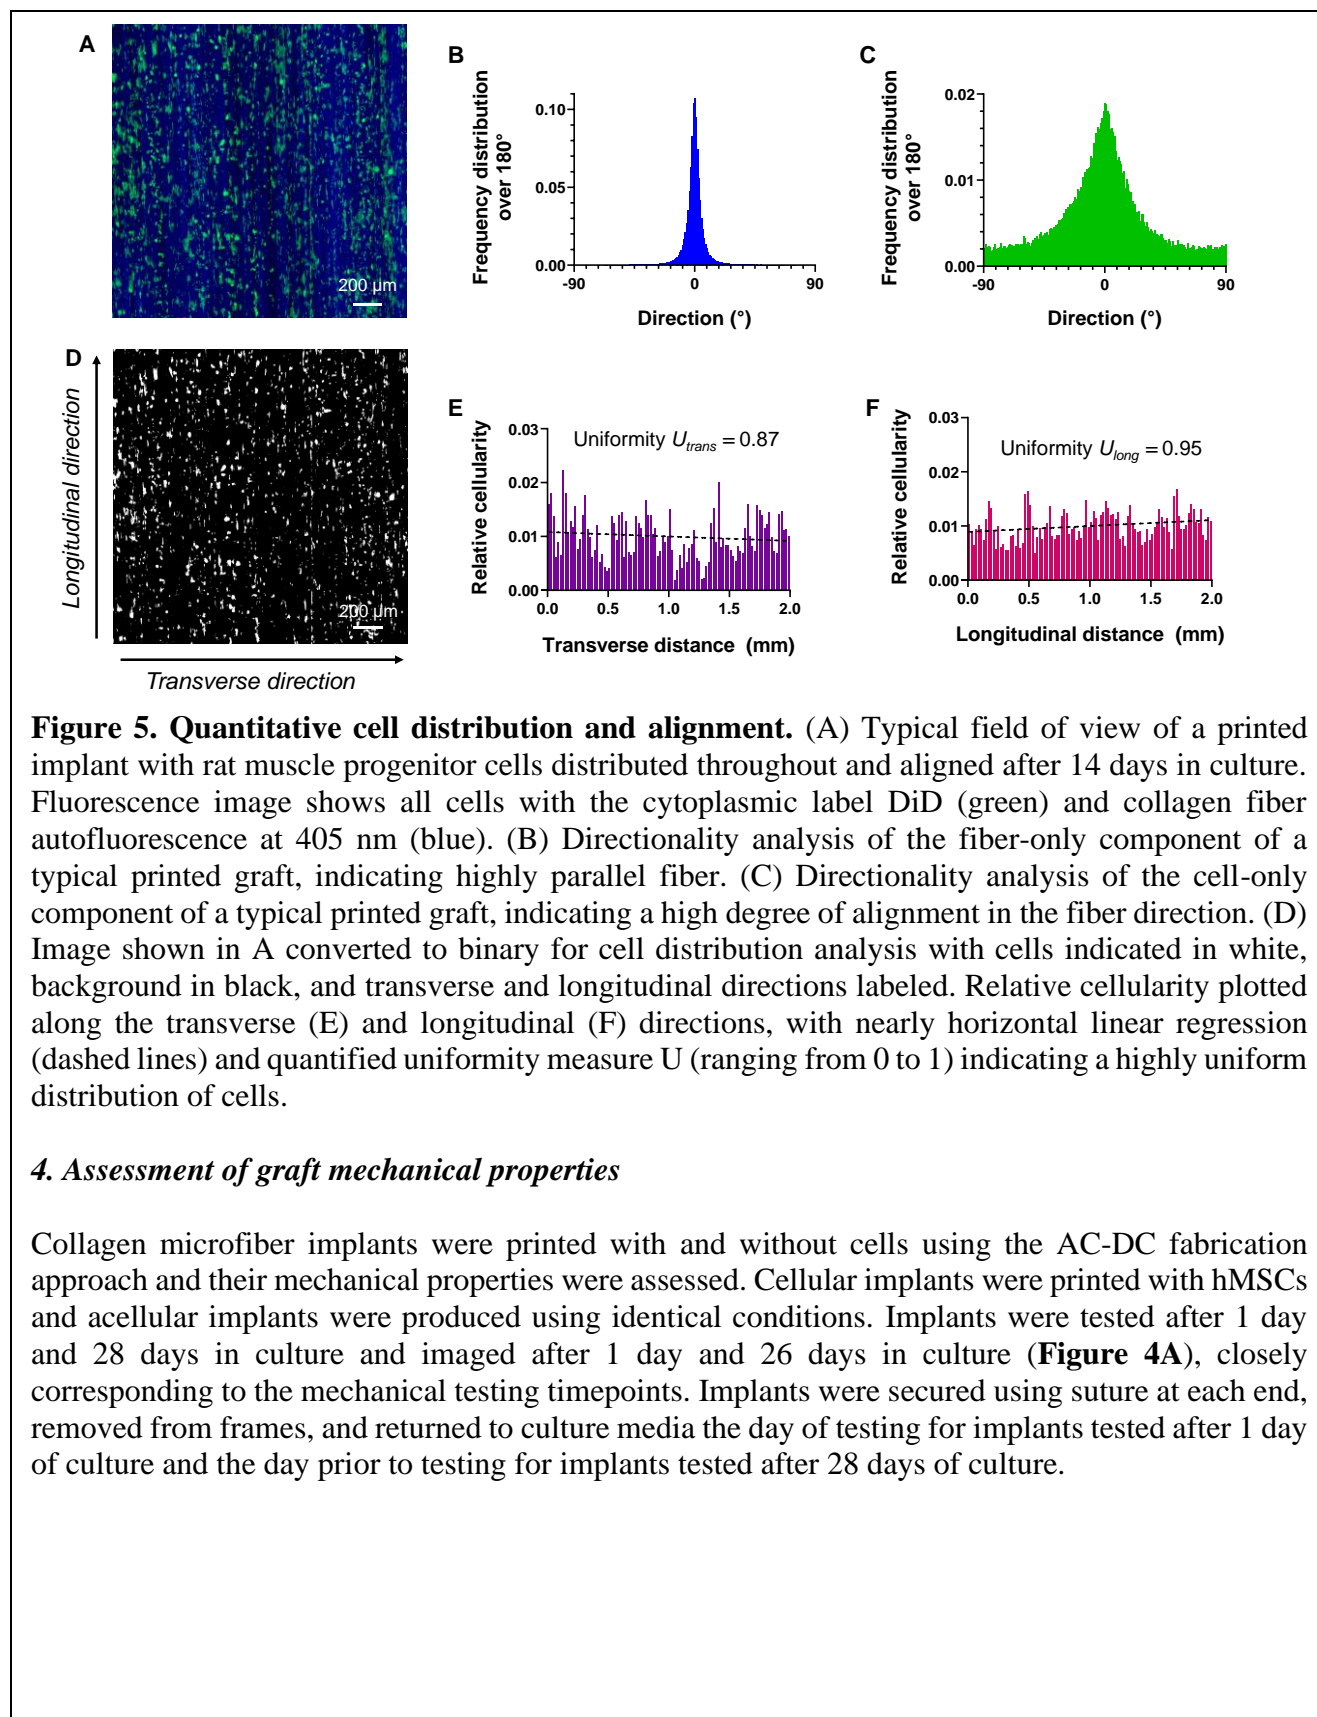 A
200 µm
B
Frequency distribution
over 180°
0.10
0.05
0.00
-90
0
90
Direction (°)
C
Frequency distribution
over 180°
0.02
0.01
0.00
-90
0
90
Direction (°)
D
Longitudinal direction
200 µm
Transverse direction
E
Relative cellularity
0.03
0.02
0.01
0.00
Uniformity Utrans = 0.87
0.0
0.5
1.0
1.5
2.0
Transverse distance (mm)
F
Relative cellularity
0.03
0.02
0.01
0.00
Uniformity Ulong = 0.95
0.0
0.5
1.0
1.5
2.0
Longitudinal distance (mm)
Figure 5. Quantitative cell distribution and alignment. (A) Typical field of view of a printed
implant with rat muscle progenitor cells distributed throughout and aligned after 14 days in culture.
Fluorescence image shows all cells with the cytoplasmic label DiD (green) and collagen fiber
autofluorescence at 405 nm (blue). (B) Directionality analysis of the fiber-only component of a
typical printed graft, indicating highly parallel fiber. (C) Directionality analysis of the cell-only
component of a typical printed graft, indicating a high degree of alignment in the fiber direction. (D)
Image shown in A converted to binary for cell distribution analysis with cells indicated in white,
background in black, and transverse and longitudinal directions labeled. Relative cellularity plotted
along the transverse (E) and longitudinal (F) directions, with nearly horizontal linear regression
(dashed lines) and quantified uniformity measure U (ranging from 0 to 1) indicating a highly uniform
distribution of cells.
4. Assessment of graft mechanical properties
Collagen microfiber implants were printed with and without cells using the AC-DC fabrication
approach and their mechanical properties were assessed. Cellular implants were printed with hMSCs
and acellular implants were produced using identical conditions. Implants were tested after 1 day
and 28 days in culture and imaged after 1 day and 26 days in culture (Figure 4A), closely
corresponding to the mechanical testing timepoints. Implants were secured using suture at each end,
removed from frames, and returned to culture media the day of testing for implants tested after 1 day
of culture and the day prior to testing for implants tested after 28 days of culture.